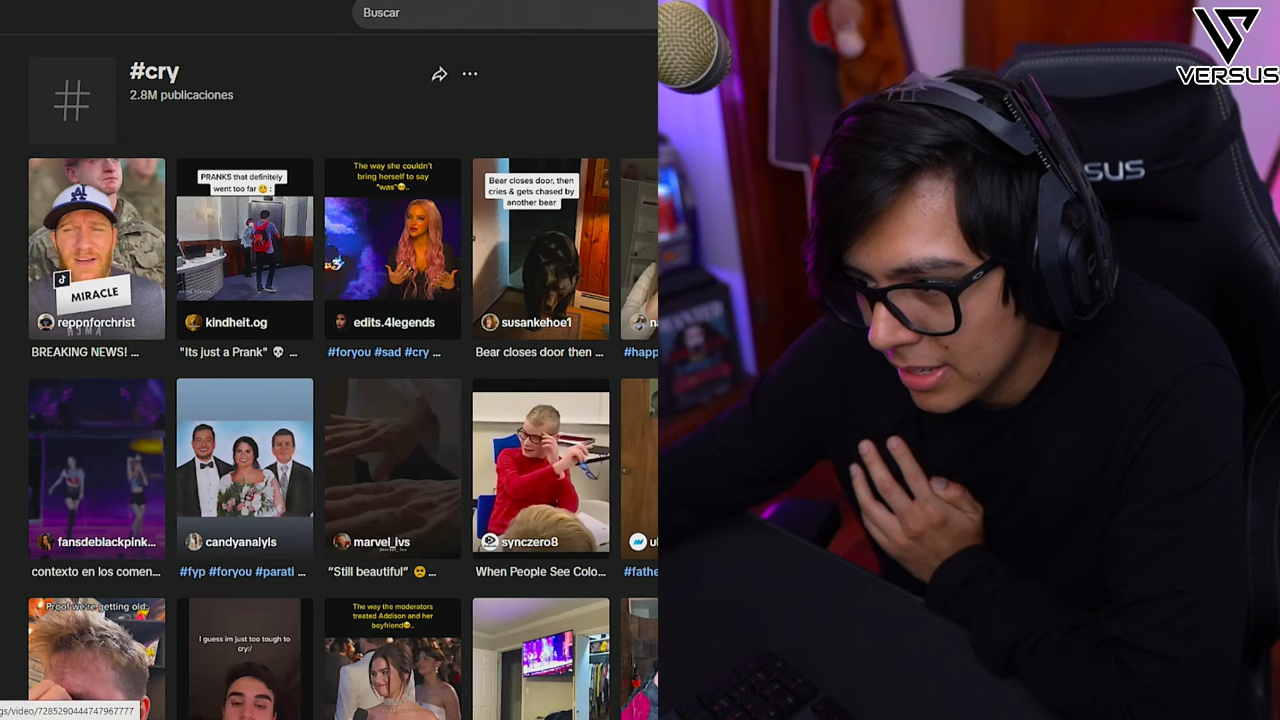 Buscar
#cry
2.8M publicaciones
MIRACLE
reppnforchrist
BREAKING NEWS! ...
PRANKS that definitely
went too far
:
kindheit.og
"Its just a Prank" ...
The way she couldn't
bring herself to say
"was"
..
edits.4legends
#foryou #sad #cry ...
Bear closes door, then
cries & gets chased by
another bear
susankehoe1
Bear closes door then ...
#happ
fansdeblackpink...
contexto en los comen...
candyanalyls
#fyp #foryou #parati ...
marvel_ivs
"Still beautiful" ...
synczero8
When People See Colo...
#fathe
Proof we're getting old:
I guess im just too tough to
cry:/
The way the moderators
treated Addison and her
boyfriend
..
gs/video/7285290444747967777
VERSUS
SUS